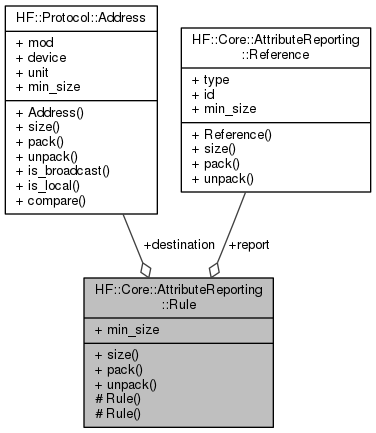 HF::Protocol::Address
+ mod
+ device
+ unit
+ min_size
+ Address()
+ size()
+ pack()
+ unpack()
+ is_broadcast()
+ is_local()
+ compare()
HF::Core::AttributeReporting
::Reference
+ type
+ id
+ min_size
+ Reference()
+ size()
+ pack()
+ unpack()
+destination
+report
HF::Core::AttributeReporting
::Rule
+ min_size
+ size()
+ pack()
+ unpack()
# Rule()
# Rule()